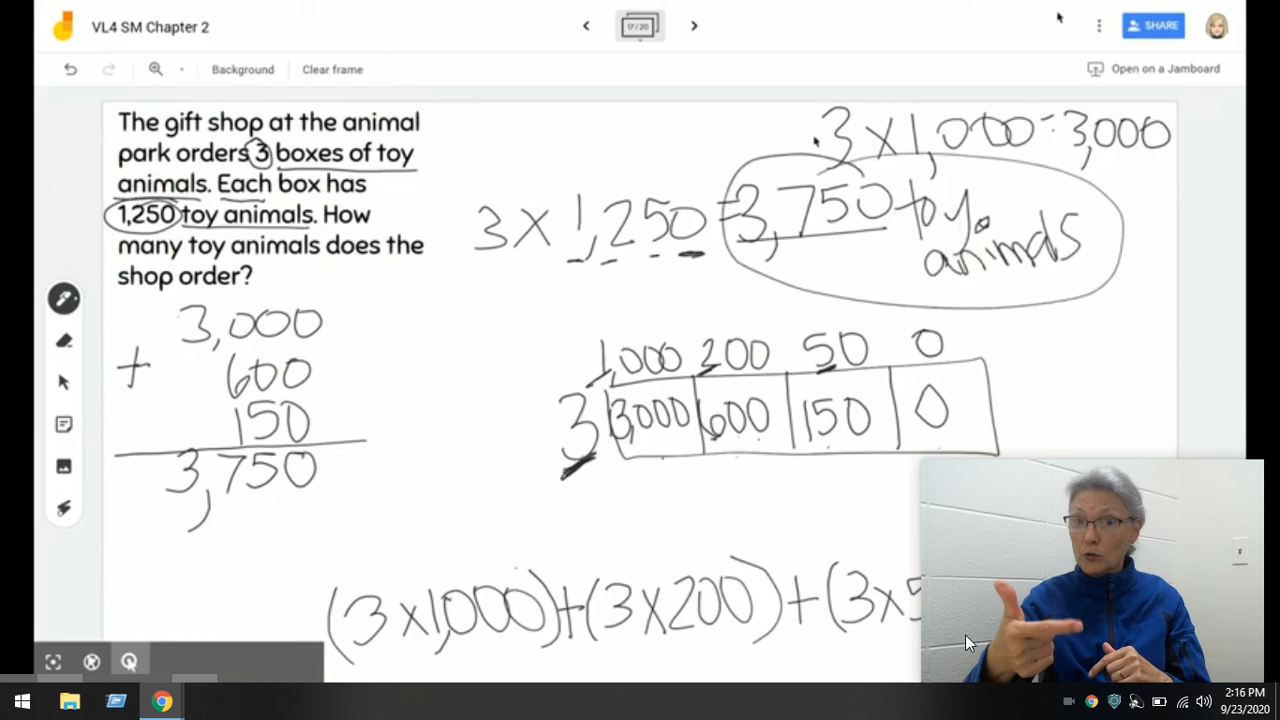 VL4 SM Chapter 2
17/20
SHARE
Background
Clear frame
Open on a Jamboard
The gift shop at the animal
park orders 3 boxes of toy
animals. Each box has
1,250 toy animals. How
many toy animals does the
shop order?
3 x 1,000 = 3,000
3 x 1,250 = 3,750 toy
animals
3,000
+ 600
150
3,750
1,000 200 50 0
3 3,000 600 150 0
(3 x 1,000) + (3 x 200) + (3 x 5
2:16 PM
9/23/2020